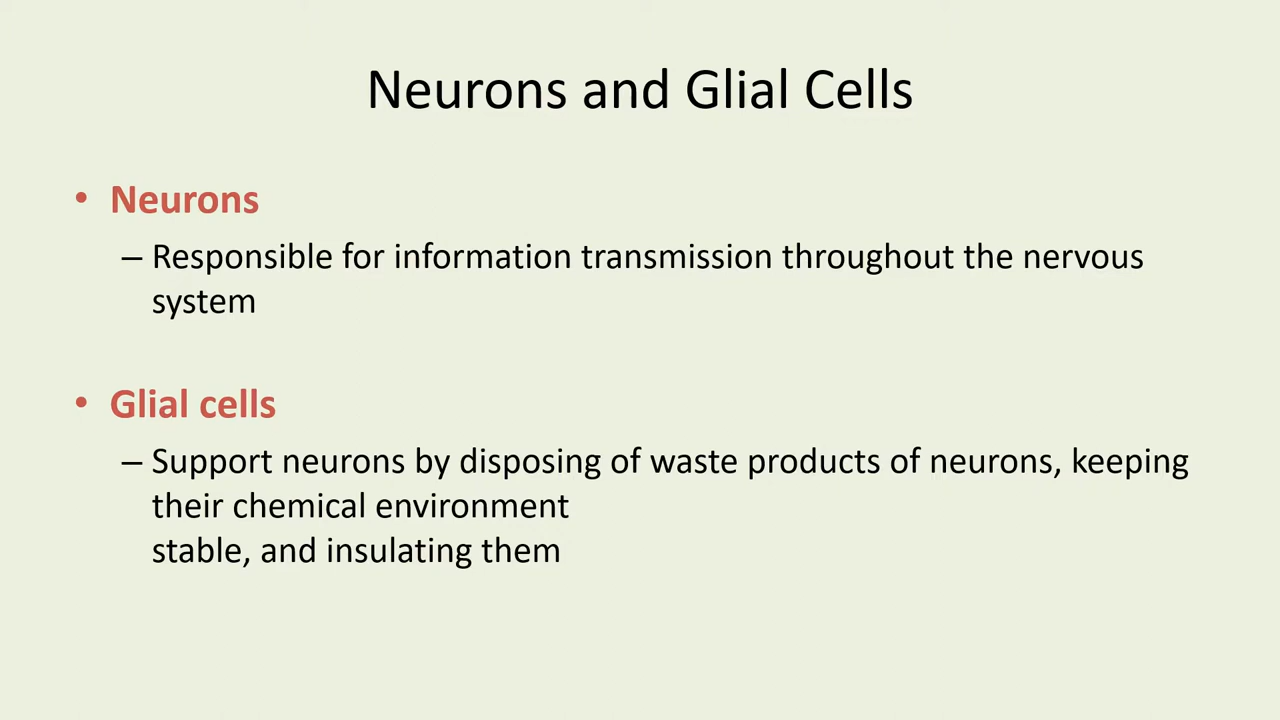 Neurons and Glial Cells
• Neurons
– Responsible for information transmission throughout the nervous
system
• Glial cells
– Support neurons by disposing of waste products of neurons, keeping
their chemical environment
stable, and insulating them